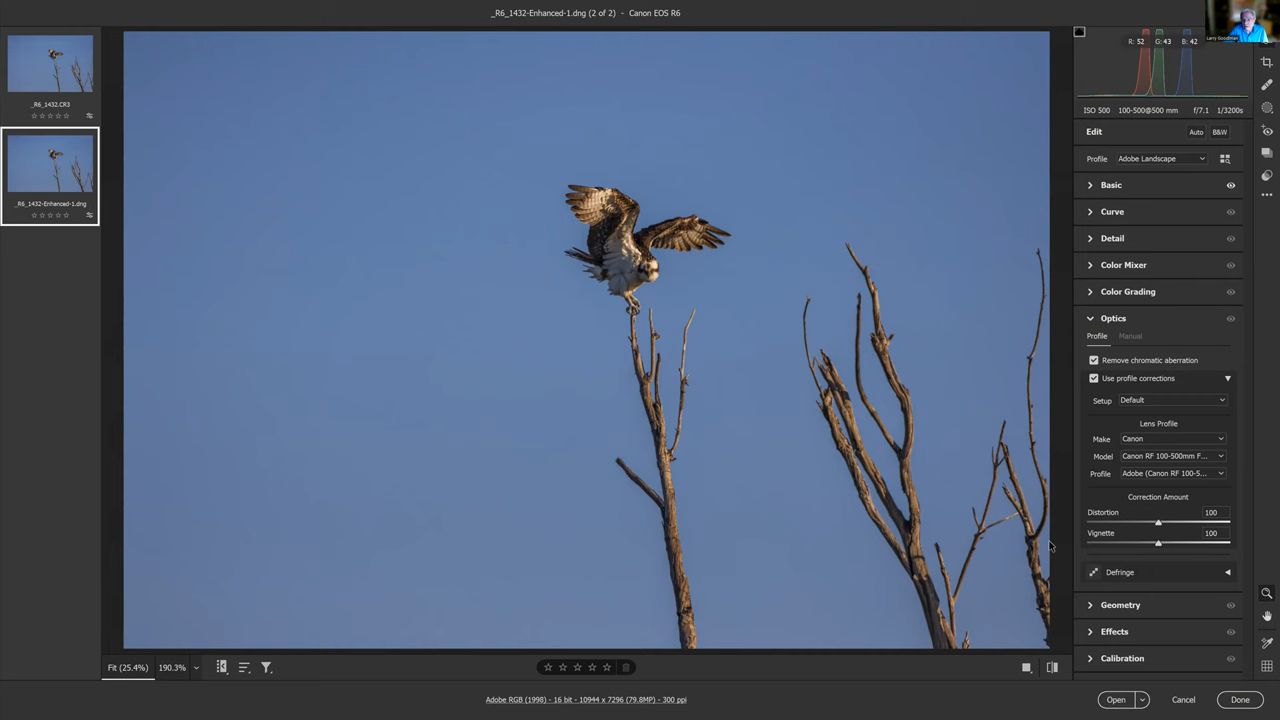 _R6_1432-Enhanced-1.dng (2 of 2) - Canon EOS R6
Larry Goodman
_R6_1432.CR3
_R6_1432-Enhanced-1.dng
R: 52 G: 43 B: 42
ISO 500 100-500@500 mm f/7.1 1/3200s
Edit Auto B&W
Profile Adobe Landscape
Basic
Curve
Detail
Color Mixer
Color Grading
Optics
Profile Manual
Remove chromatic aberration
Use profile corrections
Setup Default
Lens Profile
Make Canon
Model Canon RF 100-500mm F...
Profile Adobe (Canon RF 100-5...
Correction Amount
Distortion 100
Vignette 100
Defringe
Geometry
Effects
Calibration
Fit (25.4%) 190.3%
Adobe RGB (1998) - 16 bit - 10944 x 7296 (79.8MP) - 300 ppi
Open Cancel Done